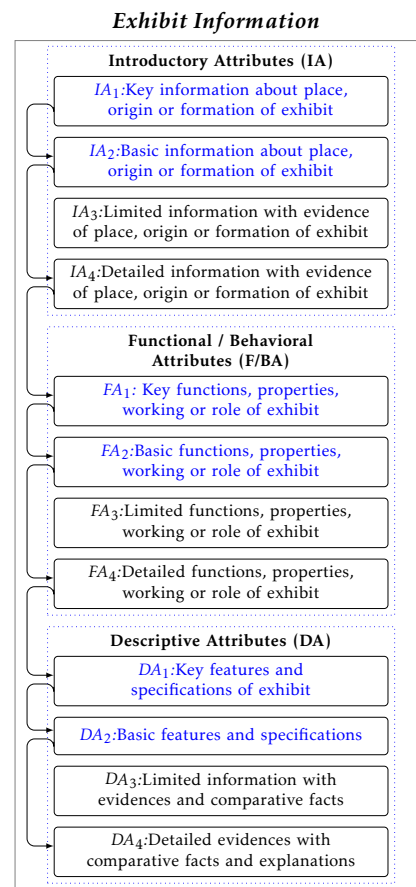 Exhibit Information
Introductory Attributes (IA)
IA1:Key information about place,
origin or formation of exhibit
IA2:Basic information about place,
origin or formation of exhibit
IA3:Limited information with evidence
of place, origin or formation of exhibit
IA4:Detailed information with evidence
of place, origin or formation of exhibit
Functional / Behavioral
Attributes (F/BA)
FA1: Key functions, properties,
working or role of exhibit
FA2:Basic functions, properties,
working or role of exhibit
FA3:Limited functions, properties,
working or role of exhibit
FA4:Detailed functions, properties,
working or role of exhibit
Descriptive Attributes (DA)
DA1:Key features and
specifications of exhibit
DA2:Basic features and specifications
DA3:Limited information with
evidences and comparative facts
DA4:Detailed evidences with
comparative facts and explanations